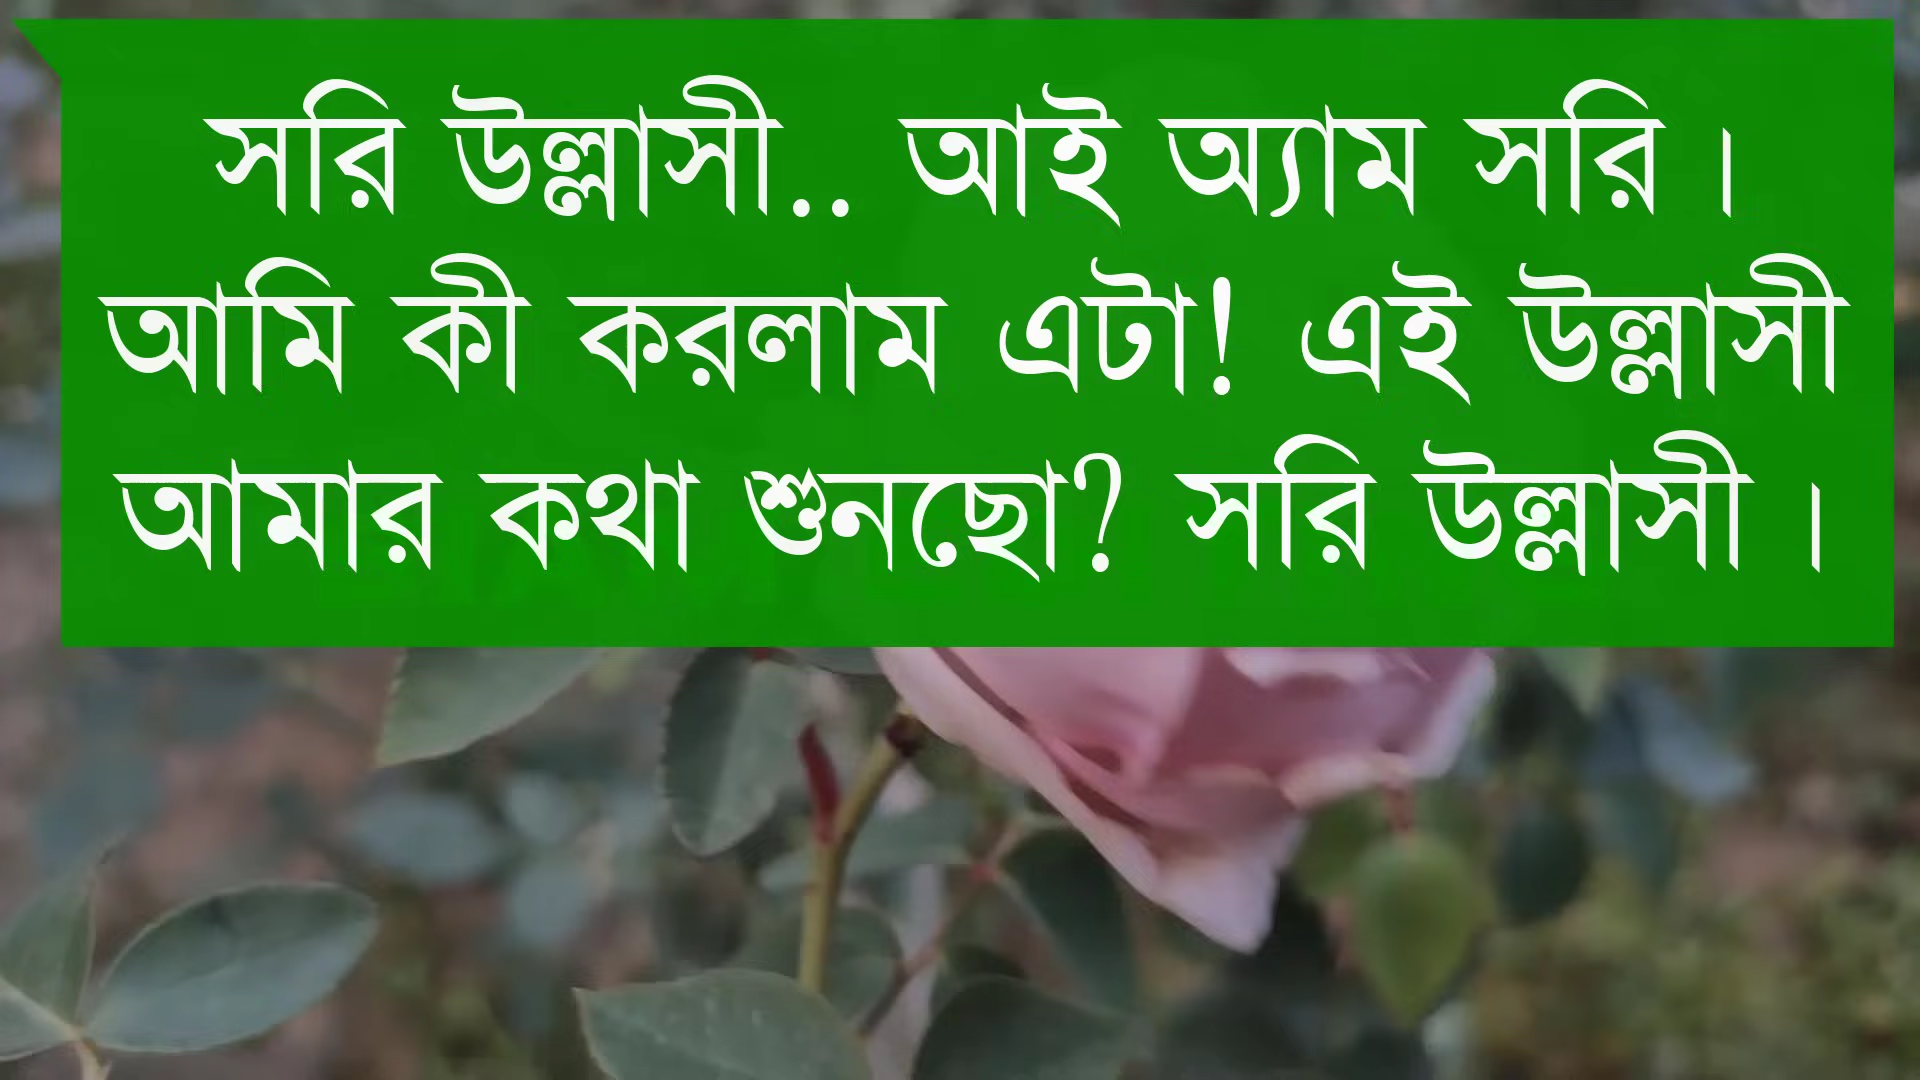 সরি উল্লাসী.. আই অ্যাম সরি ।
আমি কী করলাম এটা! এই উল্লাসী
আমার কথা শুনছো? সরি উল্লাসী ।